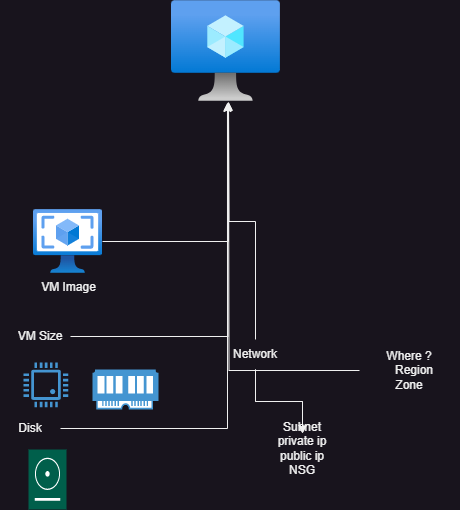 VM Image
VM Size
Network
Where ?
Region
Zone
Disk
Subnet
private ip
public ip
NSG